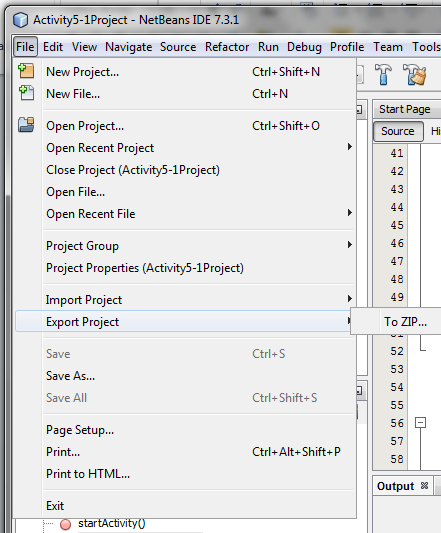 Activity5-1Project - NetBeans IDE 7.3.1
File Edit View Navigate Source Refactor Run Debug Profile Team Tools
New Project... Ctrl+Shift+N
New File... Ctrl+N
Open Project... Ctrl+Shift+O
Open Recent Project
Close Project (Activity5-1Project)
Open File...
Open Recent File
Project Group
Project Properties (Activity5-1Project)
Import Project
Export Project
To ZIP...
Save Ctrl+S
Save As...
Save All Ctrl+Shift+S
Page Setup...
Print... Ctrl+Alt+Shift+P
Print to HTML...
Exit
startActivity()
Start Page
Source Hi
41
42
43
44
45
46
47
48
49
52
53
54
55
56
57
58
Output